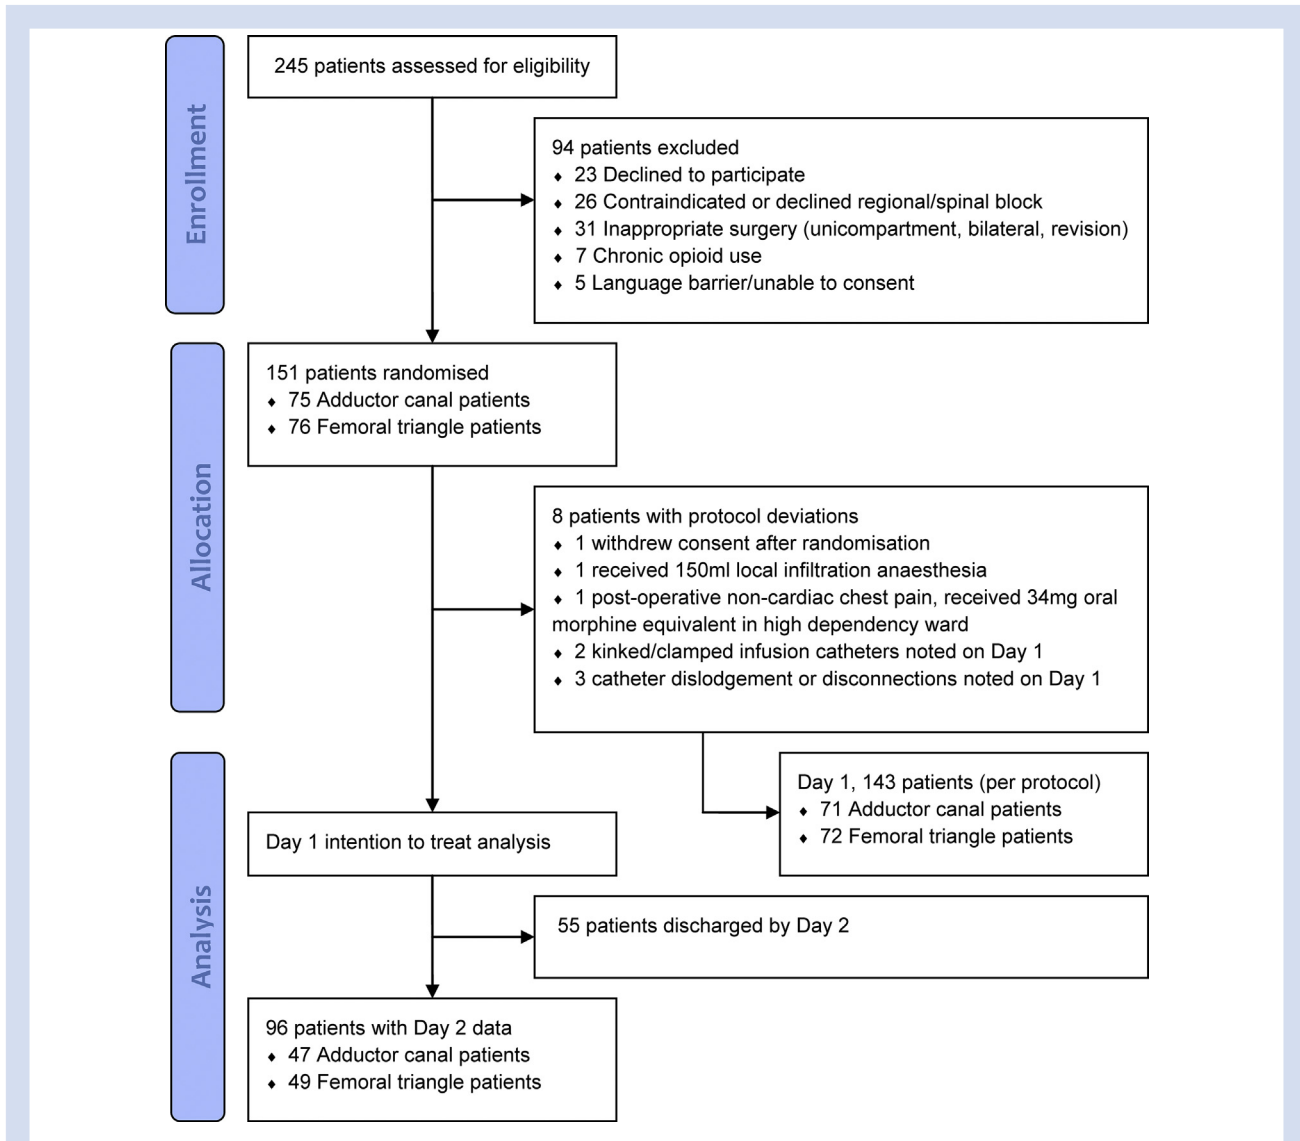 Enrollment
245 patients assessed for eligibility
94 patients excluded
♦ 23 Declined to participate
♦ 26 Contraindicated or declined regional/spinal block
♦ 31 Inappropriate surgery (unicompartment, bilateral, revision)
♦ 7 Chronic opioid use
♦ 5 Language barrier/unable to consent
Allocation
151 patients randomised
♦ 75 Adductor canal patients
♦ 76 Femoral triangle patients
8 patients with protocol deviations
♦ 1 withdrew consent after randomisation
♦ 1 received 150ml local infiltration anaesthesia
♦ 1 post-operative non-cardiac chest pain, received 34mg oral
morphine equivalent in high dependency ward
♦ 2 kinked/clamped infusion catheters noted on Day 1
♦ 3 catheter dislodgement or disconnections noted on Day 1
Analysis
Day 1, 143 patients (per protocol)
♦ 71 Adductor canal patients
♦ 72 Femoral triangle patients
Day 1 intention to treat analysis
55 patients discharged by Day 2
96 patients with Day 2 data
♦ 47 Adductor canal patients
♦ 49 Femoral triangle patients